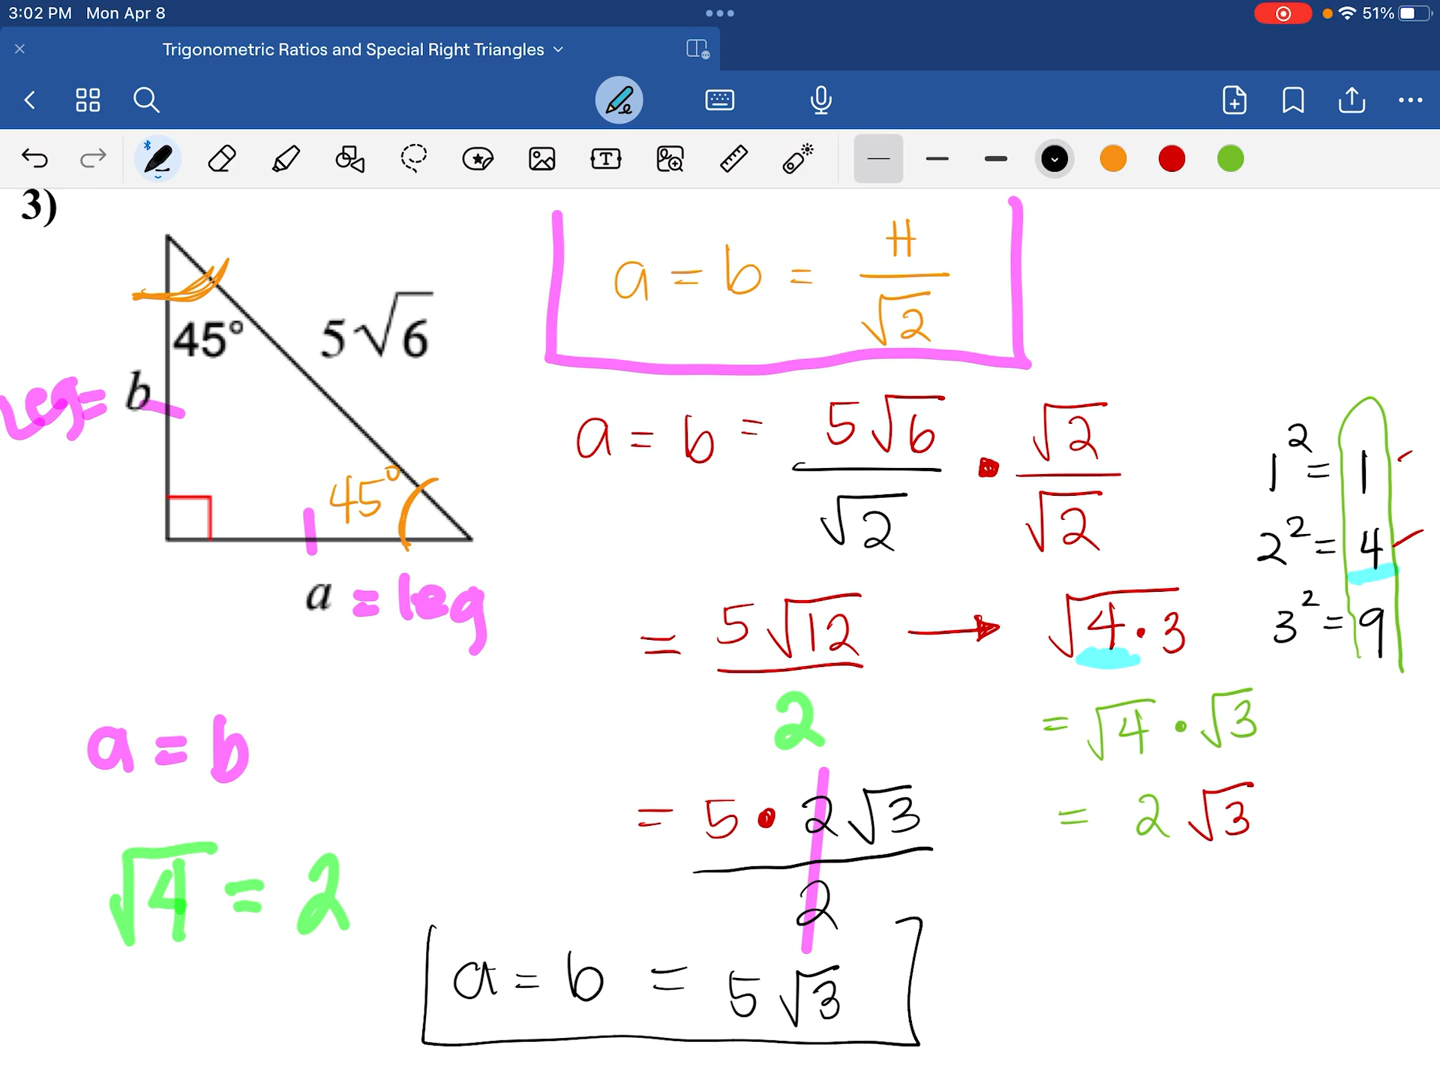 3:02 PM Mon Apr 8
51%
Trigonometric Ratios and Special Right Triangles
3)
a = b = H/√2
45°
5√6
leg = b
45°
a = leg
a = b = 5√6/√2 • √2/√2
1² = 1
2² = 4
3² = 9
= 5√12/2 → √4•3
= √4 • √3
= 2√3
a = b
= 5 • 2√3/2
√4 = 2
a = b = 5√3